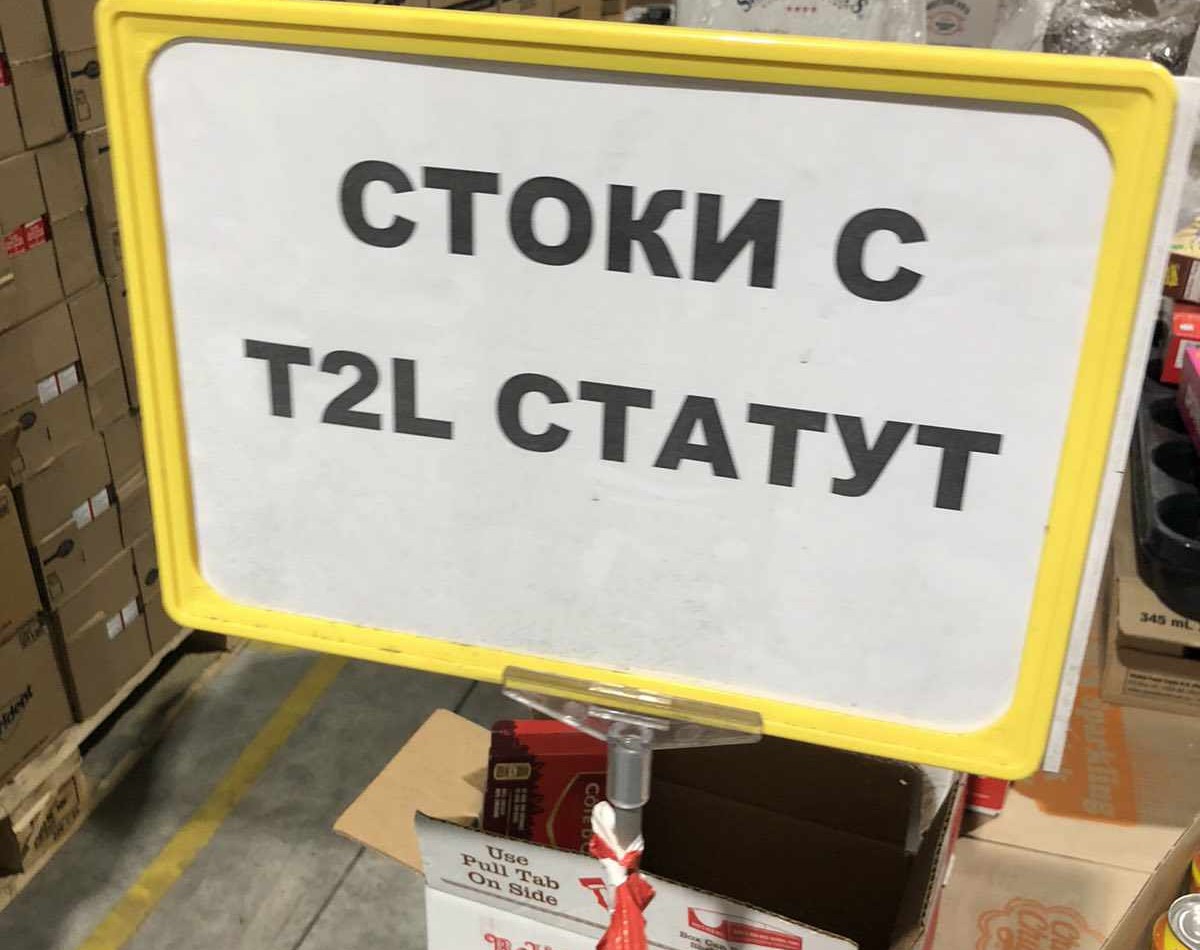 СТОКИ С
T2L СТАТУТ
345 mL
Use
Pull Tab
On Side